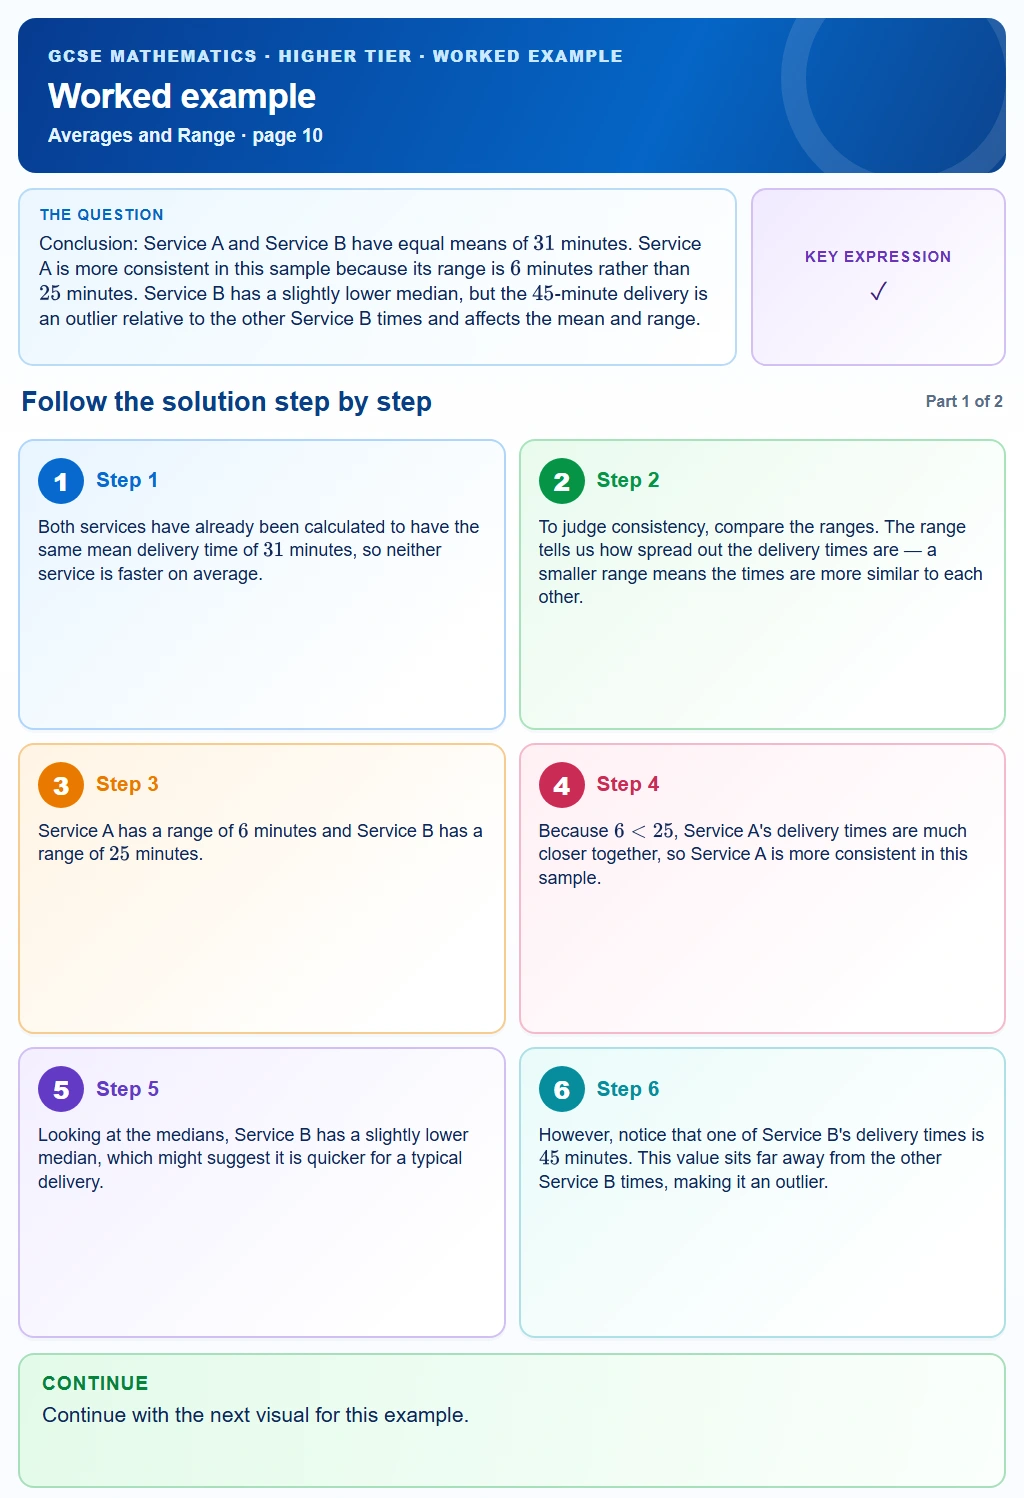 GCSE MATHEMATICS · HIGHER TIER · WORKED EXAMPLE
Worked example
Averages and Range · page 10
THE QUESTION
Conclusion: Service A and Service B have equal means of 31 minutes. Service
A is more consistent in this sample because its range is 6 minutes rather than
25 minutes. Service B has a slightly lower median, but the 45-minute delivery is
an outlier relative to the other Service B times and affects the mean and range.
KEY EXPRESSION
✓
Follow the solution step by step
Part 1 of 2
1 Step 1
Both services have already been calculated to have the
same mean delivery time of 31 minutes, so neither
service is faster on average.
2 Step 2
To judge consistency, compare the ranges. The range
tells us how spread out the delivery times are — a
smaller range means the times are more similar to each
other.
3 Step 3
Service A has a range of 6 minutes and Service B has a
range of 25 minutes.
4 Step 4
Because 6 < 25, Service A's delivery times are much
closer together, so Service A is more consistent in this
sample.
5 Step 5
Looking at the medians, Service B has a slightly lower
median, which might suggest it is quicker for a typical
delivery.
6 Step 6
However, notice that one of Service B's delivery times is
45 minutes. This value sits far away from the other
Service B times, making it an outlier.
CONTINUE
Continue with the next visual for this example.